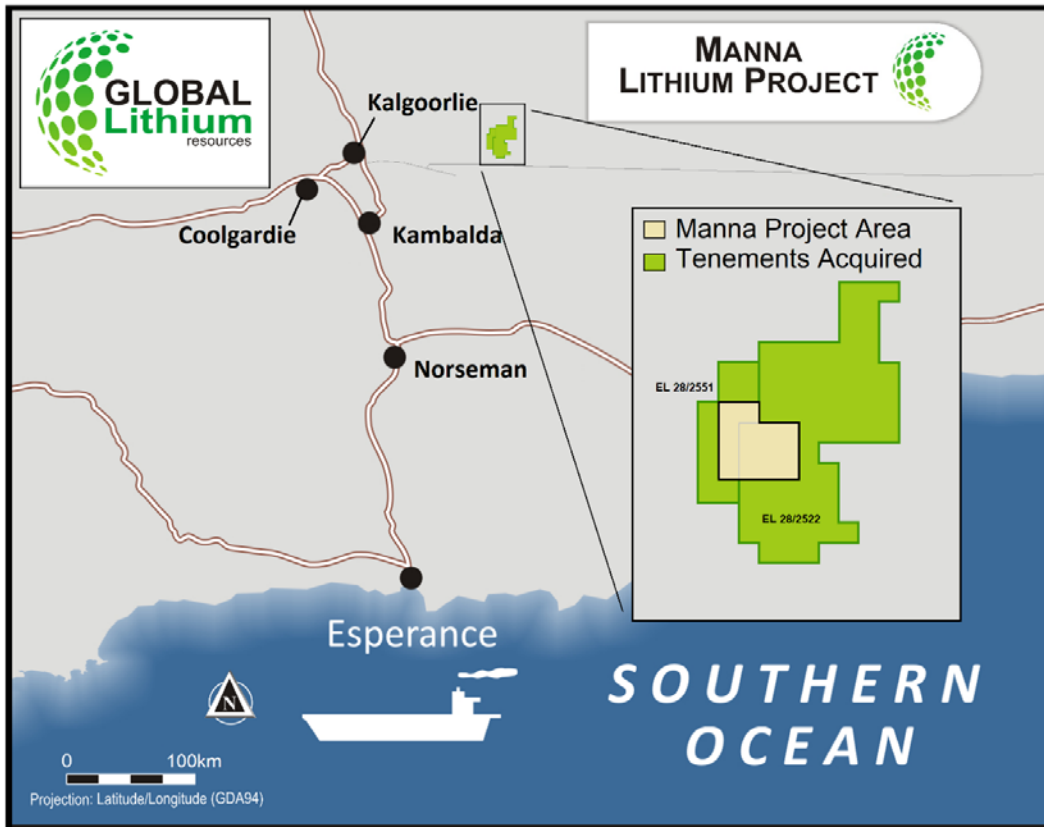 GLOBAL
Lithium
resources
MANNA
LITHIUM PROJECT
Kalgoorlie
Coolgardie
Kambalda
Norseman
Manna Project Area
Tenements Acquired
EL 28/2551
EL 28/2522
Esperance
SOUTHERN
OCEAN
N
0 100km
Projection: Latitude/Longitude (GDA94)